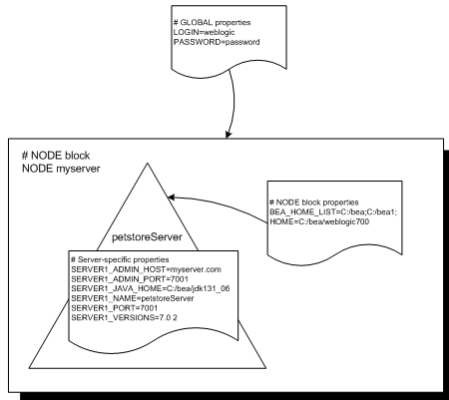 # GLOBAL properties
LOGIN=weblogic
PASSWORD=password
# NODE block
NODE myserver
# NODE block properties
BEA_HOME_LIST=C:/bea;C:/bea1;
HOME=C:/bea/weblogic700
petstoreServer
# Server-specific properties
SERVER1_ADMIN_HOST=myserver.com
SERVER1_ADMIN_PORT=7001
SERVER1_JAVA_HOME=C:/bea/jdk131_06
SERVER1_NAME=petstoreServer
SERVER1_PORT=7001
SERVER1_VERSIONS=7.0 2